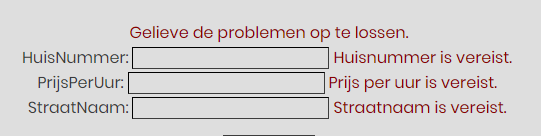 Gelieve de problemen op te lossen.
HuisNummer: Huisnummer is vereist.
PrijsPerUur: Prijs per uur is vereist.
StraatNaam: Straatnaam is vereist.